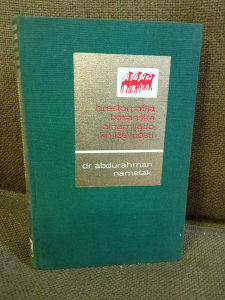 hrestomatija
bosanske
alhamijado
književnosti
dr abdurahman
nametak